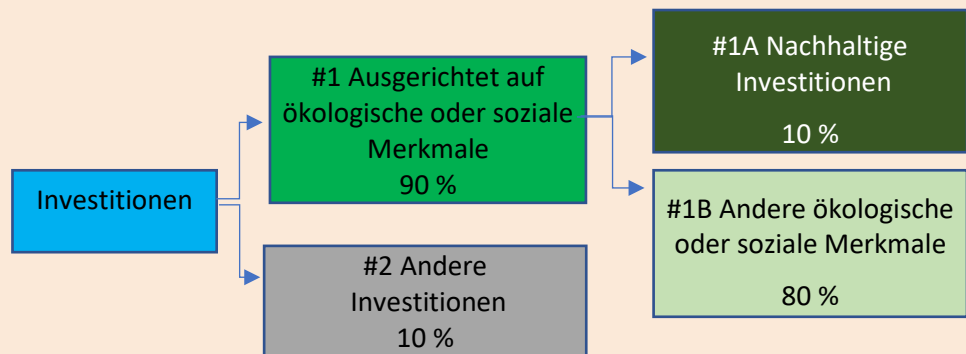 Investitionen
#1 Ausgerichtet auf
ökologische oder soziale
Merkmale
90 %
#2 Andere
Investitionen
10 %
#1A Nachhaltige
Investitionen
10 %
#1B Andere ökologische
oder soziale Merkmale
80 %